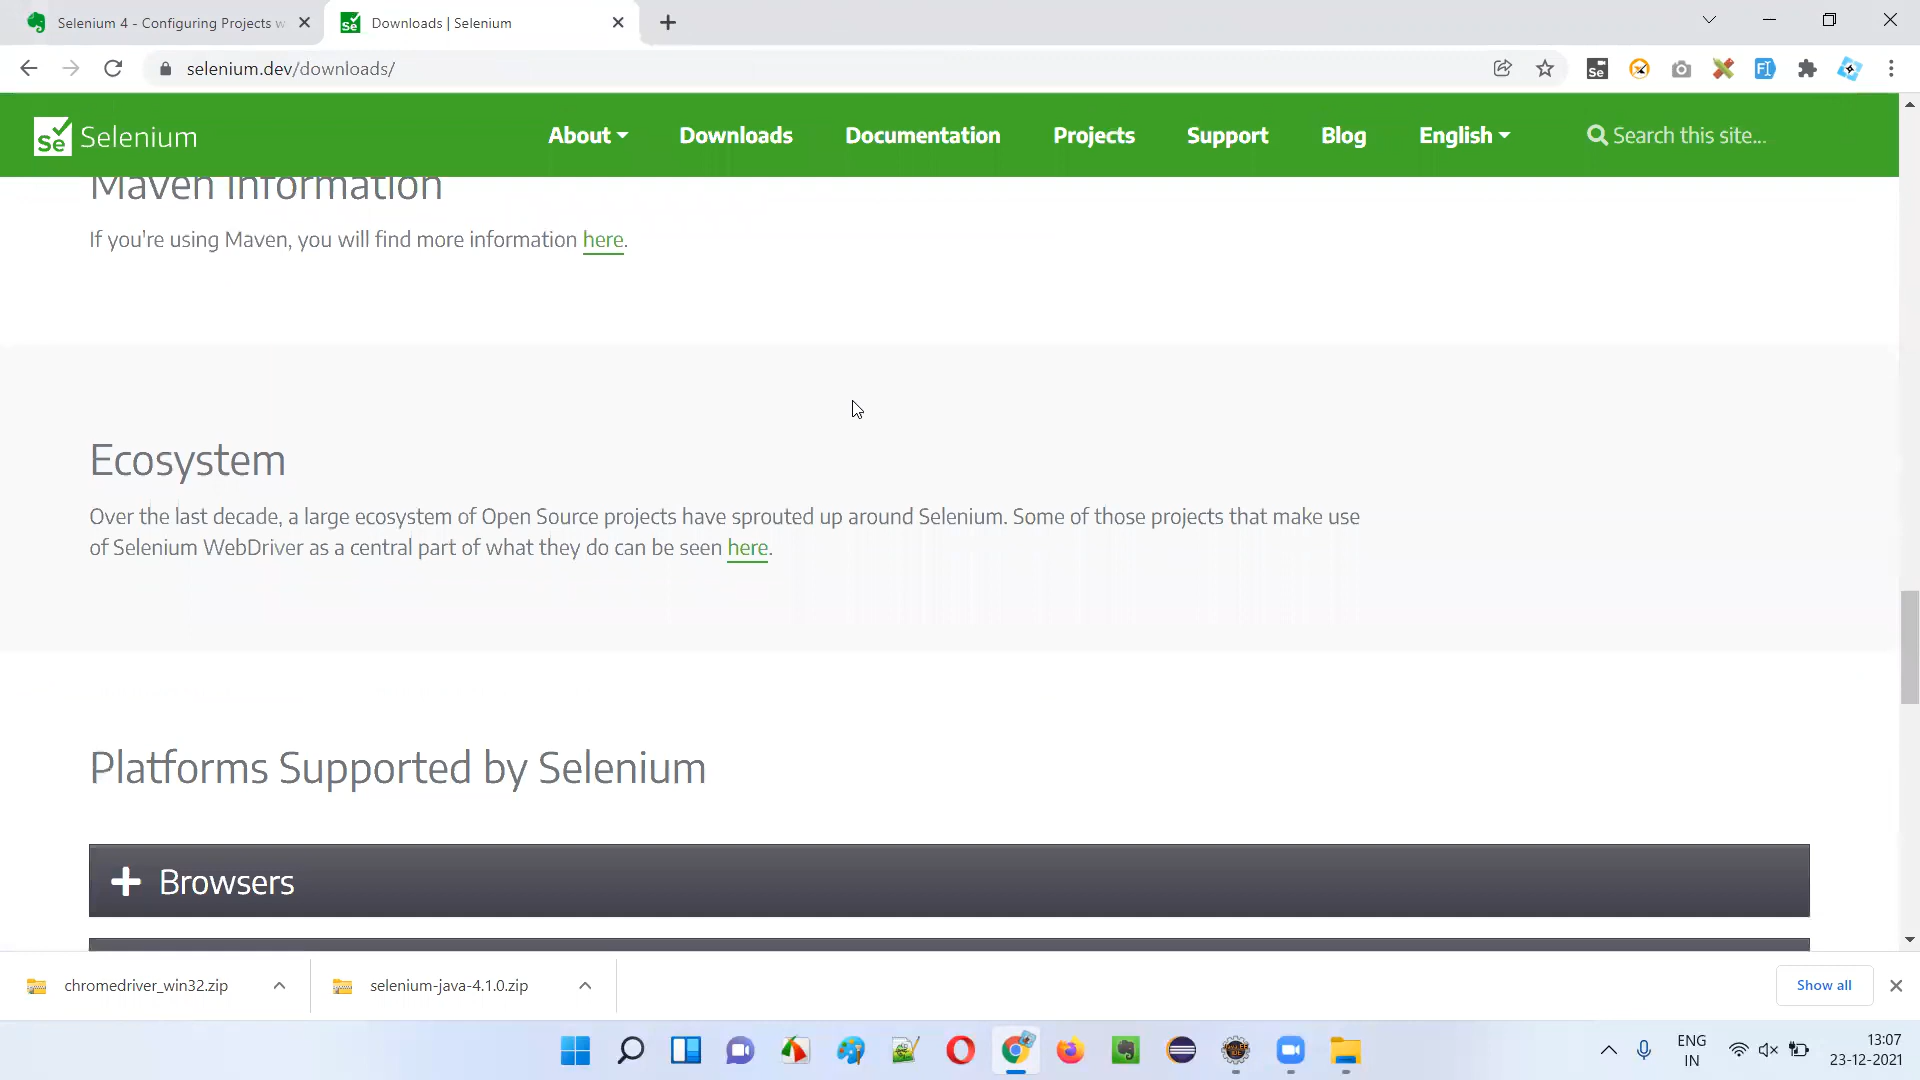 Selenium 4 - Configuring Projects w
Downloads | Selenium
selenium.dev/downloads/
Se
FI
Se Selenium
About
Downloads
Documentation
Projects
Support
Blog
English
Search this site...
Maven Information
If you're using Maven, you will find more information here.
Ecosystem
Over the last decade, a large ecosystem of Open Source projects have sprouted up around Selenium. Some of those projects that make use
of Selenium WebDriver as a central part of what they do can be seen here.
Platforms Supported by Selenium
Browsers
chromedriver_win32.zip
selenium-java-4.1.0.zip
Show all
ENG
IN
13:07
23-12-2021